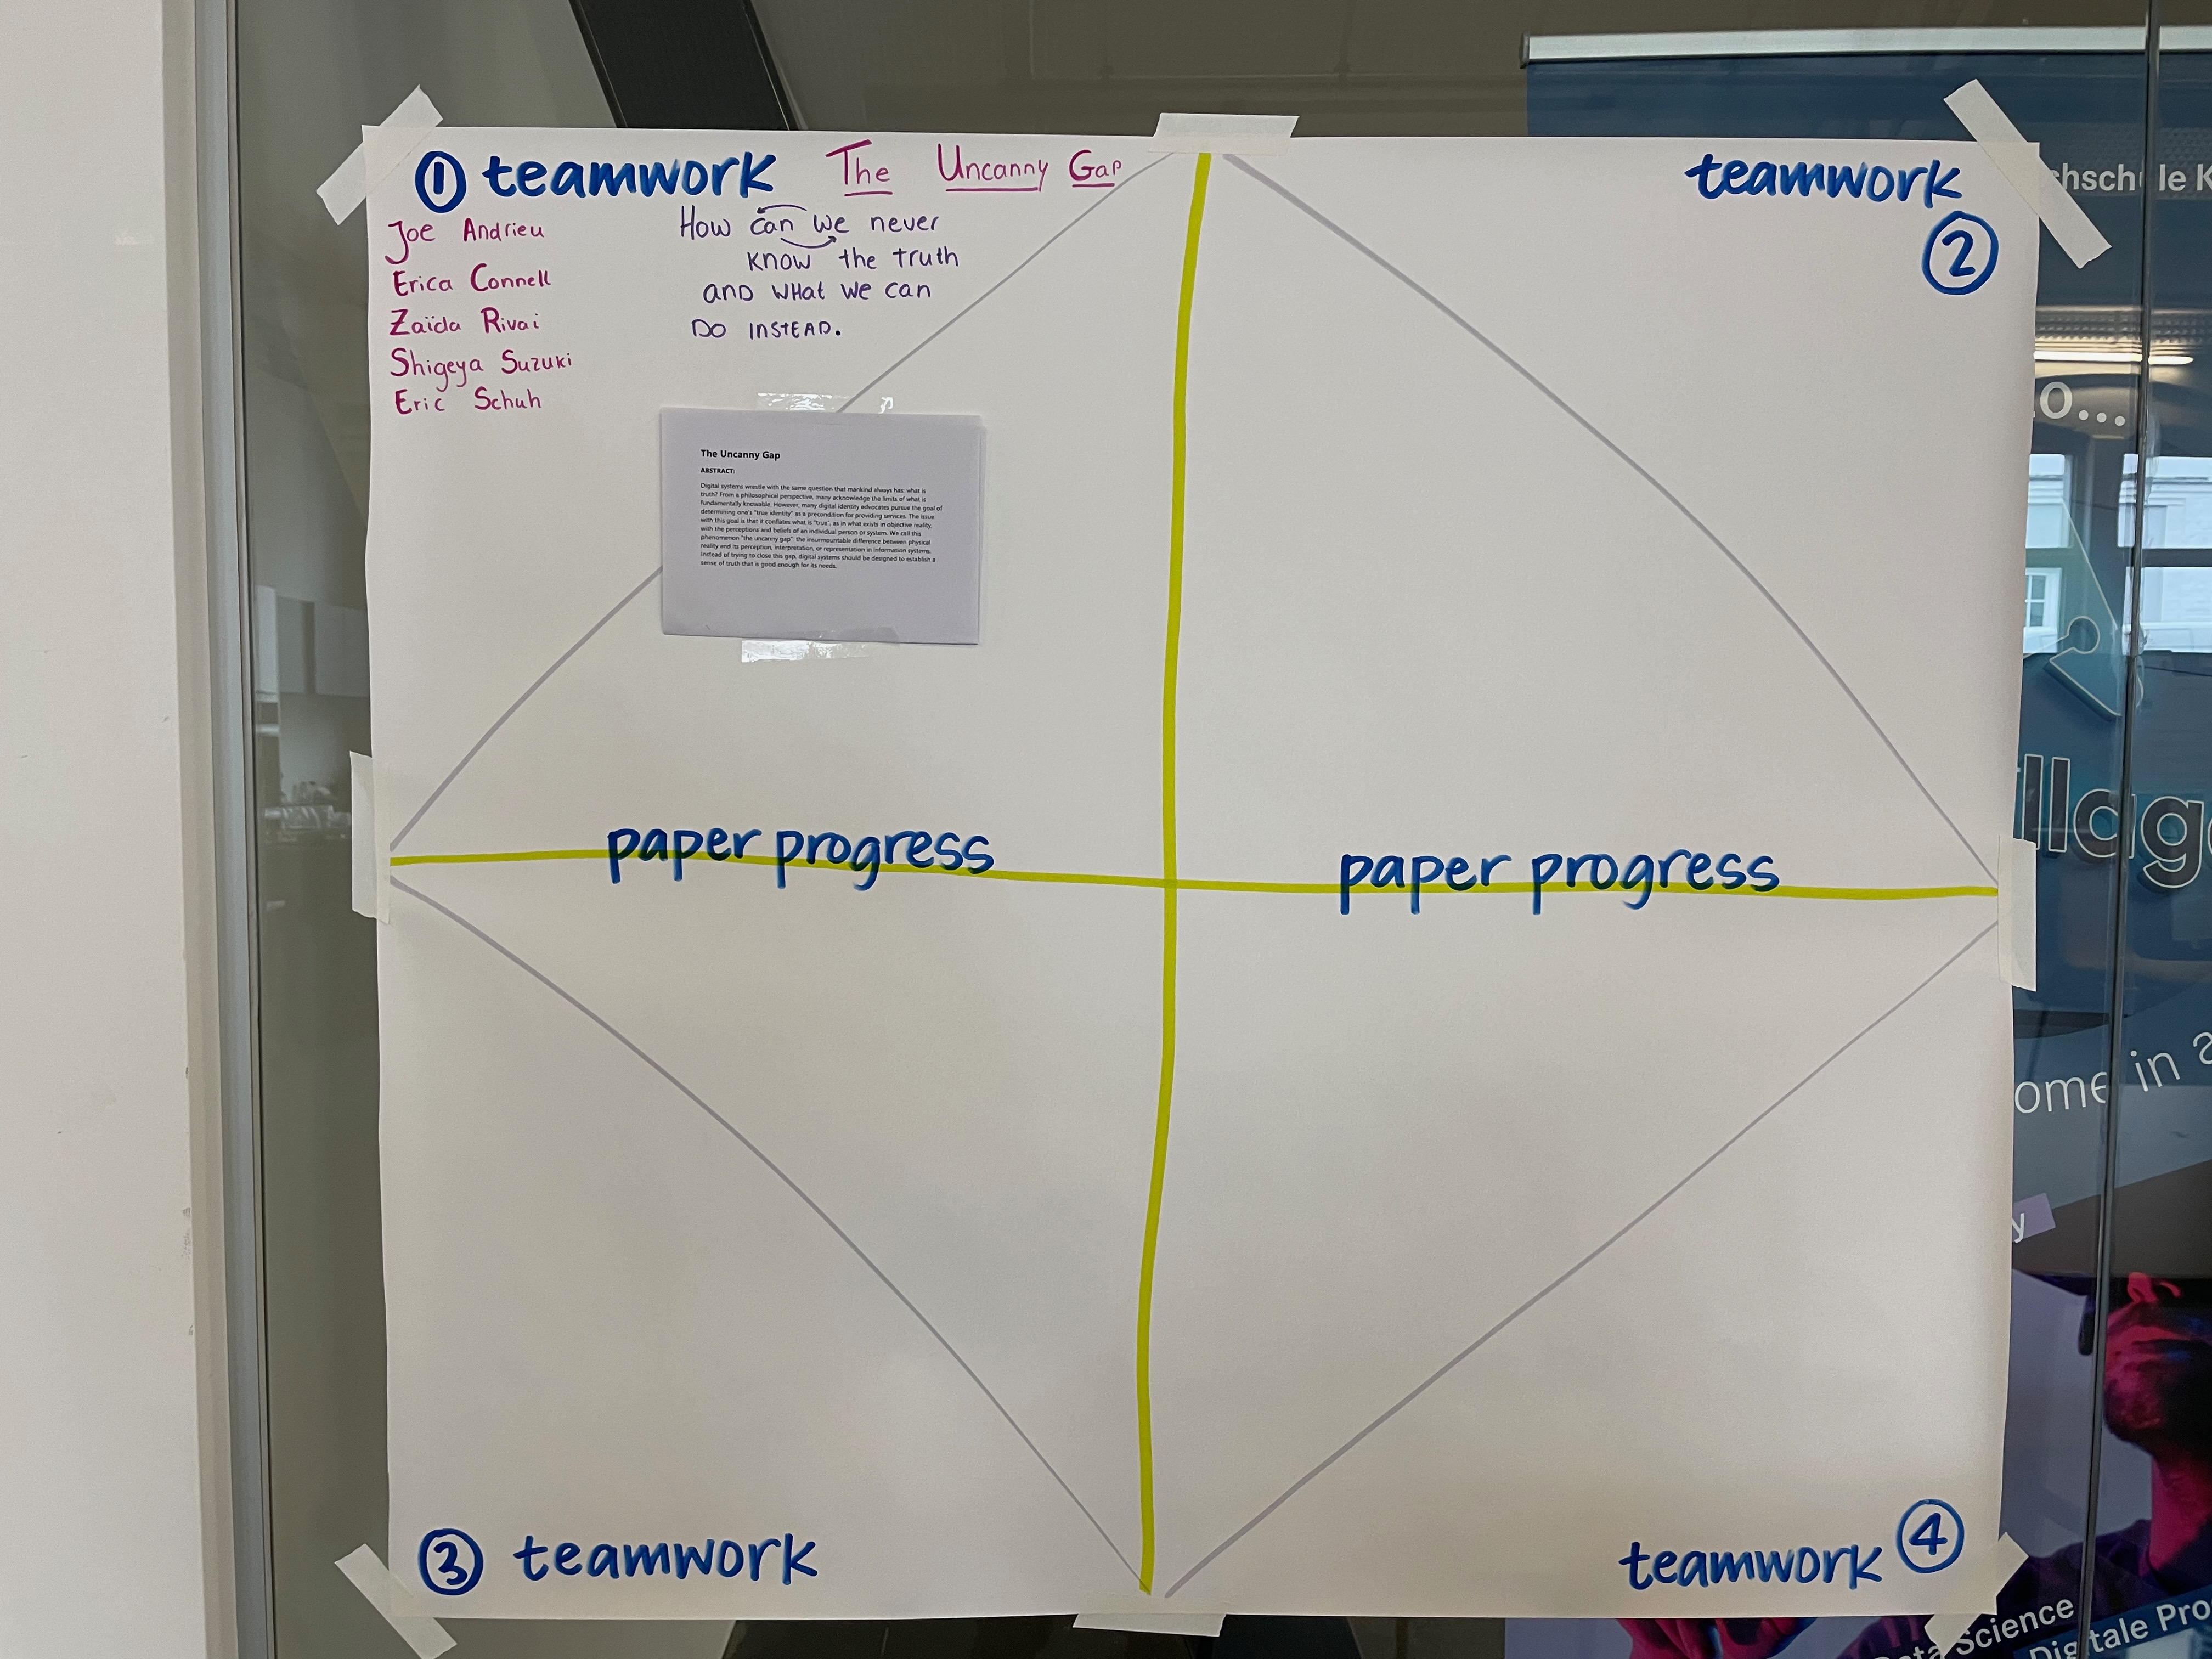 ① teamwork
The Uncanny Gap
Joe Andrieu
Erica Connell
Zaïda Rivai
Shigeya Suzuki
Eric Schuh
How can we never
know the truth
and what we can
Do INSTEAD.
The Uncanny Gap
ABSTRACT:
Digital systems wrestle with the same question that mankind always has: what is
truth? From a philosophical perspective, many acknowledge the limits of what is
fundamentally knowable. However, many digital identity advocates pursue the goal of
determining one's "true identity" as a precondition for providing services. The issue
with this goal is that it conflates what is "true", as in what exists in objective reality,
with the perceptions and beliefs of an individual person or system. We call this
phenomenon "the uncanny gap": the insurmountable difference between physical
reality and its perception, interpretation, or representation in information systems.
Instead of trying to close this gap, digital systems should be designed to establish a
sense of truth that is good enough for its needs.
teamwork
②
paper progress
paper progress
③ teamwork
teamwork ④
ome in a
Science
Digitale Pro